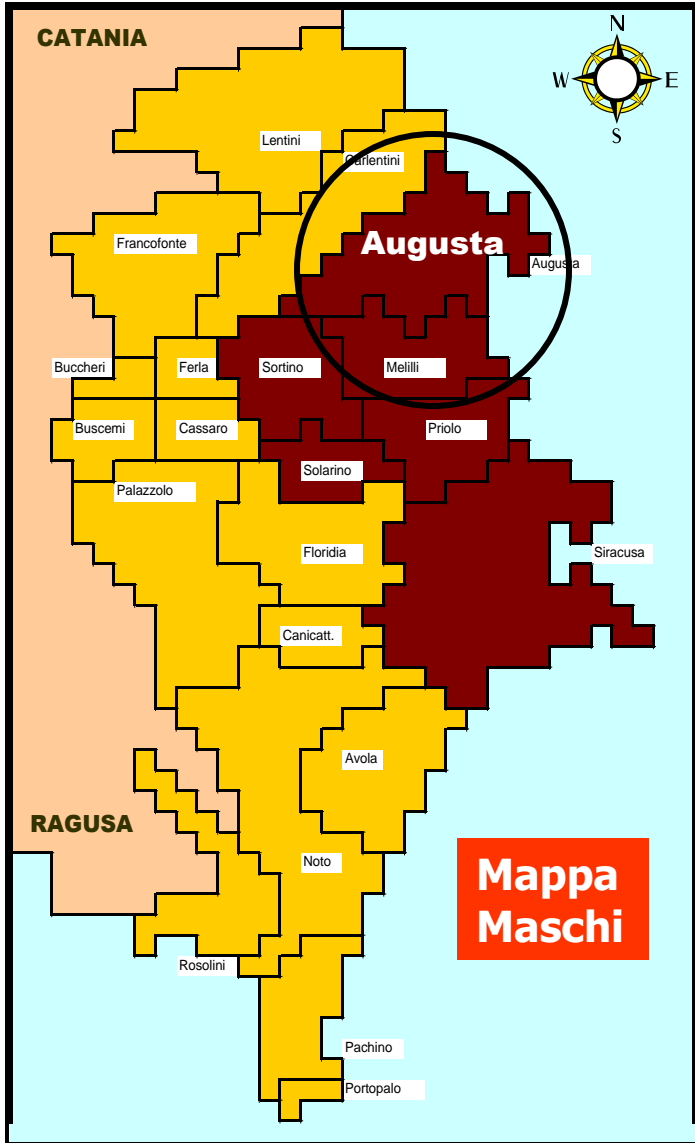 CATANIA
N
W E
S
Lentini
Carlentini
Francofonte
Augusta
Augusta
Buccheri
Ferla
Sortino
Melilli
Buscemi
Cassaro
Priolo
Solarino
Palazzolo
Floridia
Siracusa
Canicatt.
Avola
RAGUSA
Noto
Mappa
Maschi
Rosolini
Pachino
Portopalo